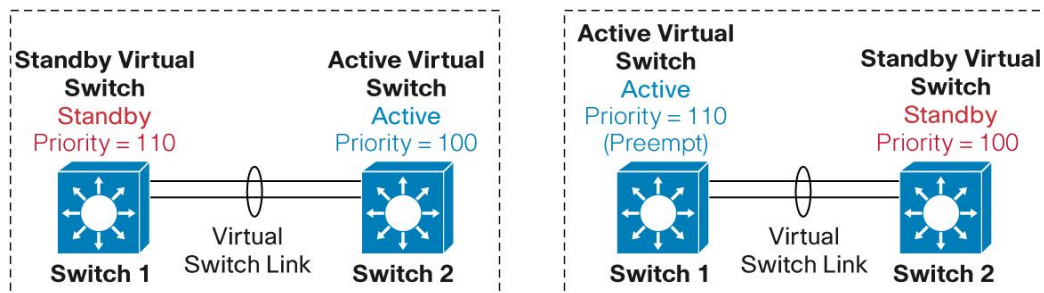 Standby Virtual
Switch
Standby
Priority = 110
Active Virtual
Switch
Active
Priority = 100
Virtual
Switch Link
Switch 1
Switch 2
Active Virtual
Switch
Active
Priority = 110
(Preempt)
Standby Virtual
Switch
Standby
Priority = 100
Virtual
Switch Link
Switch 1
Switch 2